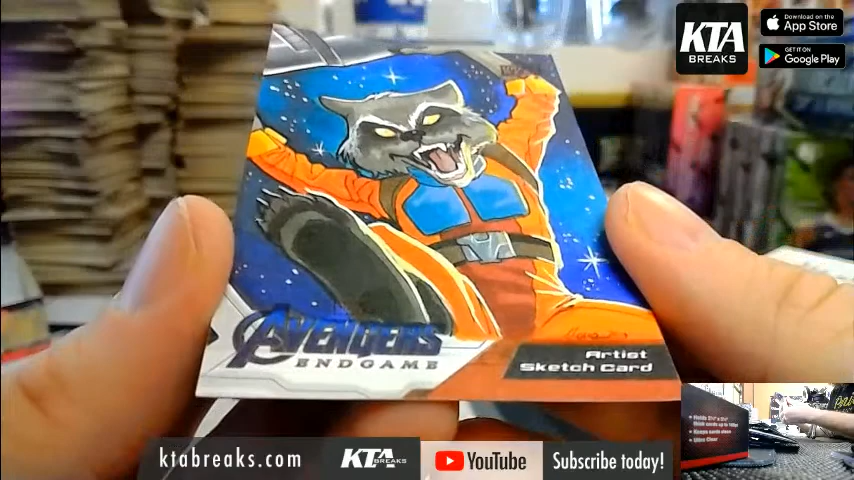 KTA
BREAKS
Download on the
App Store
GET IT ON
Google Play
AVENGERS
ENDGAME
Artist
Sketch Card
ktabreaks.com
KTA BREAKS
YouTube
Subscribe today!